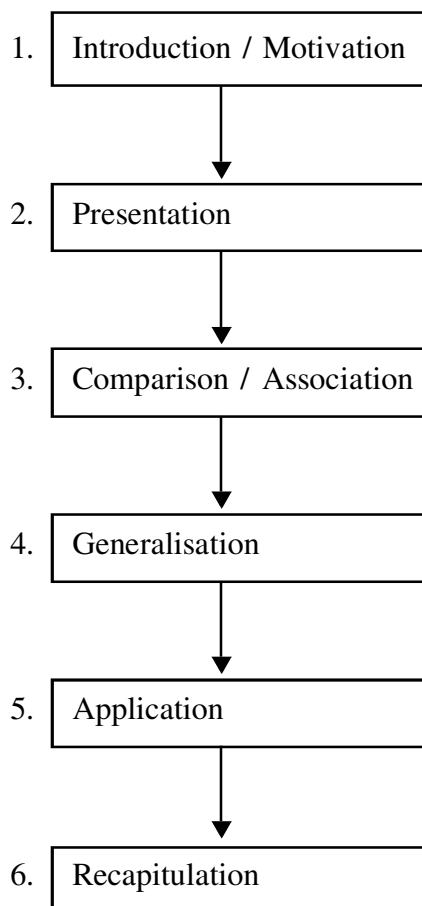 1. Introduction / Motivation
2. Presentation
3. Comparison / Association
4. Generalisation
5. Application
6. Recapitulation